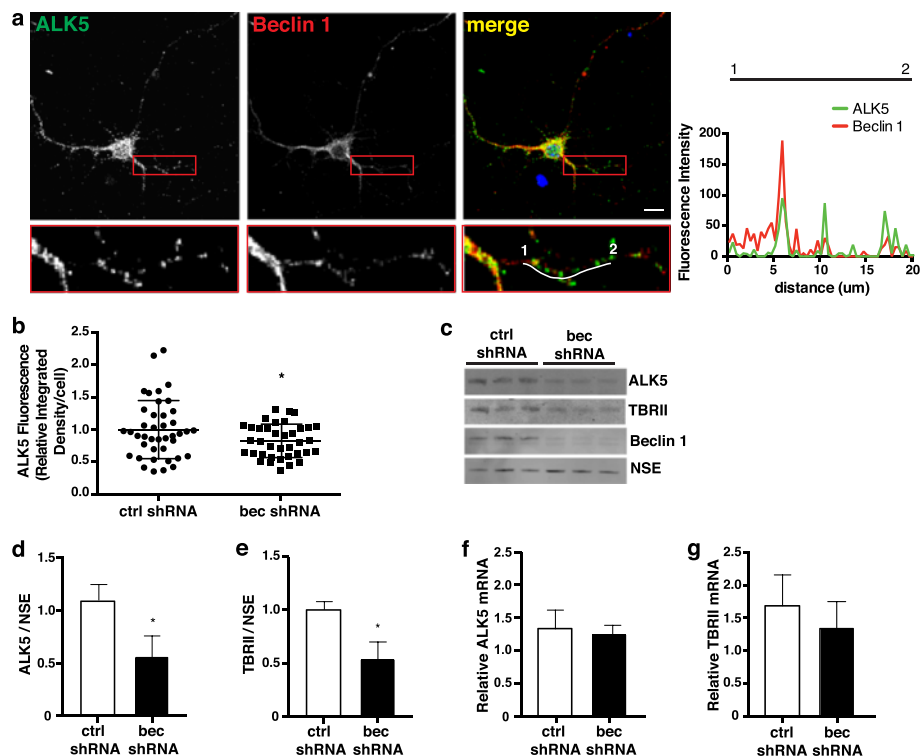 a
ALK5
Beclin 1
merge
1
2
1
2
ALK5
Beclin 1
Fluorescence Intensity
200
150
100
50
0
0
5
10
15
20
distance (um)
b
ALK5 Fluorescence
(Relative Integrated
Density/cell)
2.5
2.0
1.5
1.0
0.5
0.0
*
ctrl shRNA
bec shRNA
c
ctrl
shRNA
bec
shRNA
ALK5
TBRII
Beclin 1
NSE
d
ALK5 / NSE
1.5
1.0
0.5
0
*
ctrl
shRNA
bec
shRNA
e
TBRII/ NSE
1.5
1.0
0.5
0
*
ctrl
shRNA
bec
shRNA
f
Relative ALK5 mRNA
2.5
2.0
1.5
1.0
0.5
0
ctrl
shRNA
bec
shRNA
g
Relative TBRII mRNA
2.5
2.0
1.5
1.0
0.5
0
ctrl
shRNA
bec
shRNA